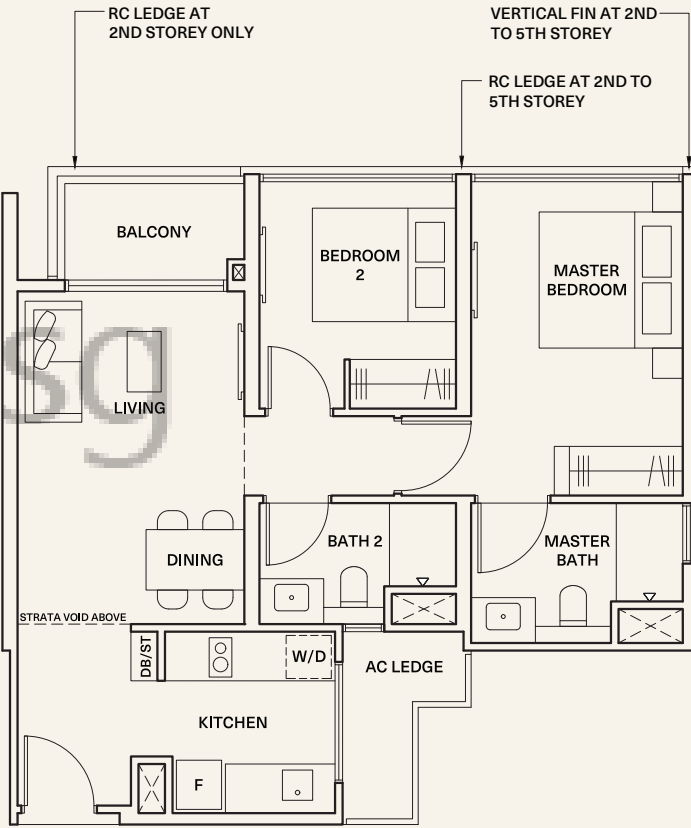 RC LEDGE AT
2ND STOREY ONLY
VERTICAL FIN AT 2ND
TO 5TH STOREY
RC LEDGE AT 2ND TO
5TH STOREY
BALCONY
BEDROOM
2
MASTER
BEDROOM
sg
LIVING
DINING
BATH 2
MASTER
BATH
STRATA VOID ABOVE
DB/ST
W/D
AC LEDGE
KITCHEN
F